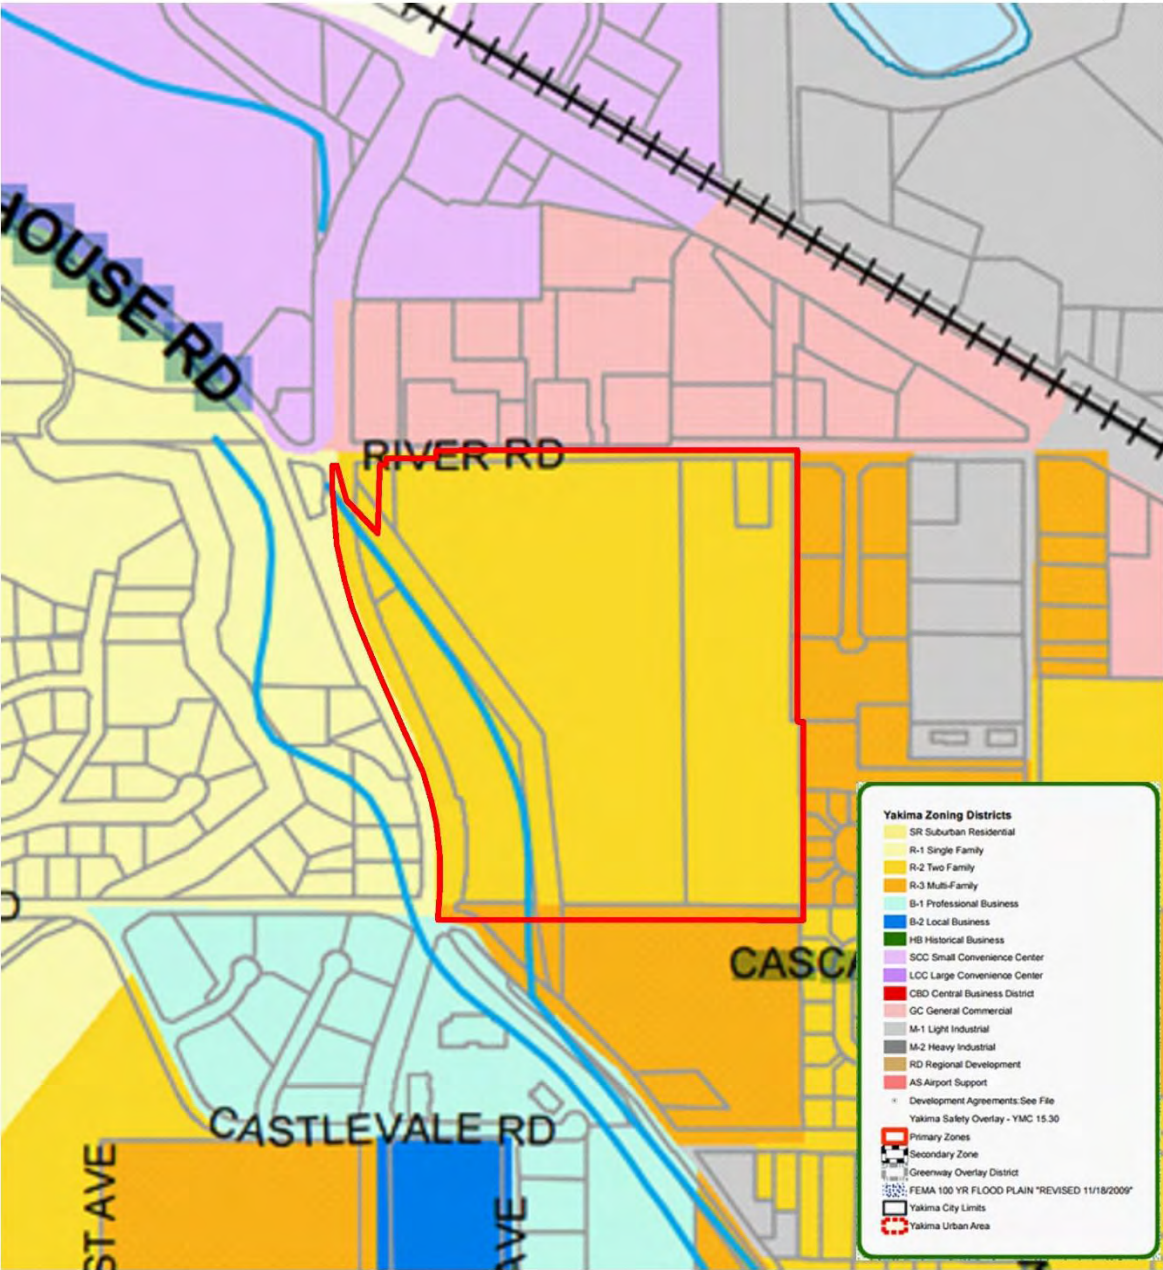 HOUSE RD
RIVER RD
CASCA
CASTLEVALE RD
ST AVE
AVE
Yakima Zoning Districts
SR Suburban Residential
R-1 Single Family
R-2 Two Family
R-3 Multi-Family
B-1 Professional Business
B-2 Local Business
HB Historical Business
SCC Small Convenience Center
LCC Large Convenience Center
CBD Central Business District
GC General Commercial
M-1 Light Industrial
M-2 Heavy Industrial
RD Regional Development
AS Airport Support
Development Agreements:See File
Yakima Safety Overlay - YMC 15.30
Primary Zones
Secondary Zone
Greenway Overlay District
FEMA 100 YR FLOOD PLAIN "REVISED 11/18/2009"
Yakima City Limits
Yakima Urban Area